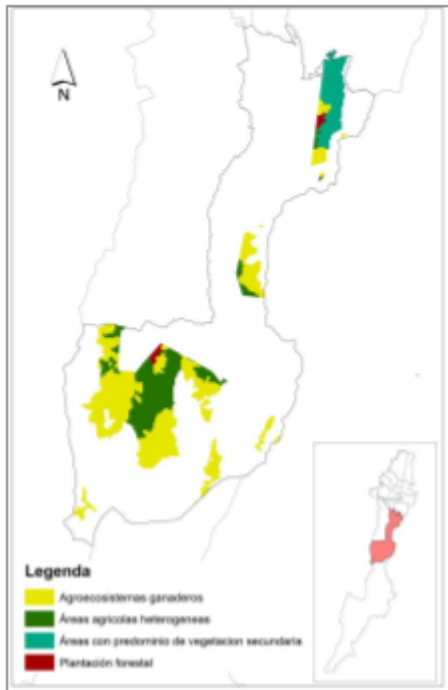 N
Legenda
Agroecosistemas ganaderos
Áreas agrícolas heterogeneas
Áreas con predominio de vegetacion secundaria
Plantación forestal